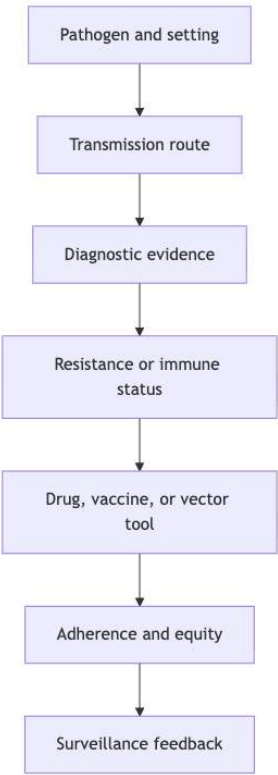 Pathogen and setting
Transmission route
Diagnostic evidence
Resistance or immune
status
Drug, vaccine, or vector
tool
Adherence and equity
Surveillance feedback